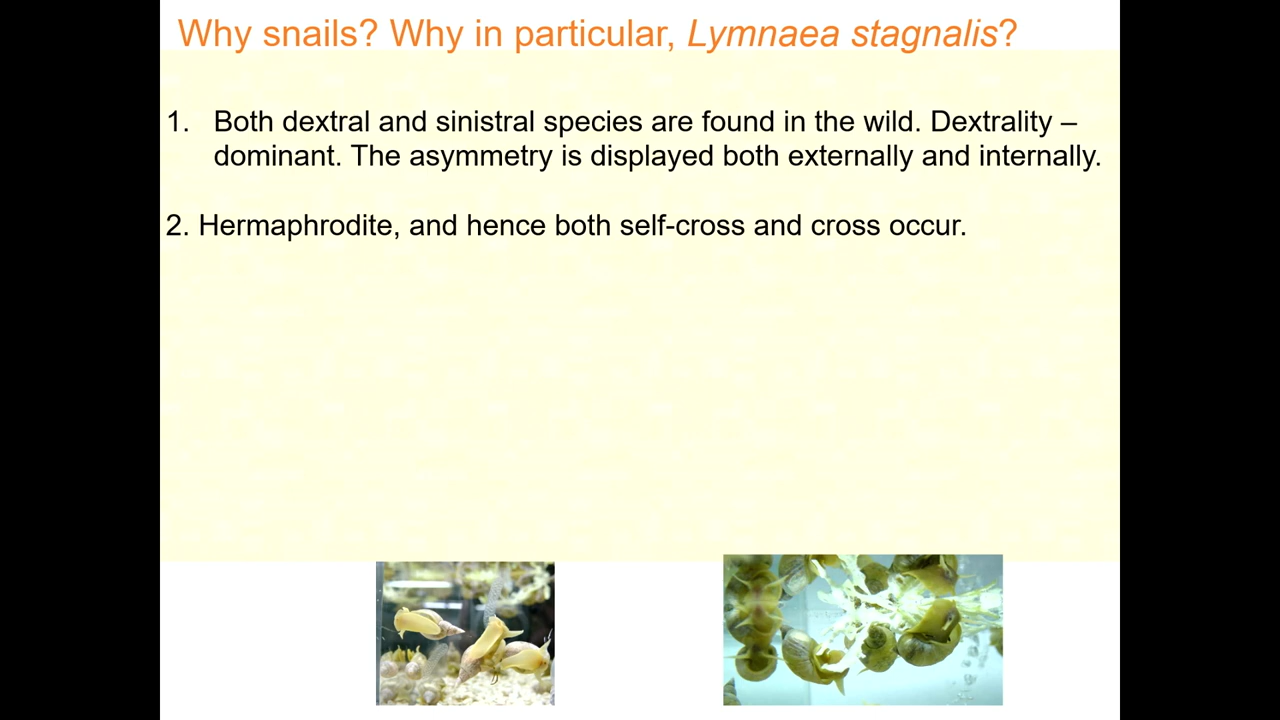 Why snails? Why in particular, Lymnaea stagnalis?
1. Both dextral and sinistral species are found in the wild. Dextrality –
dominant. The asymmetry is displayed both externally and internally.
2. Hermaphrodite, and hence both self-cross and cross occur.